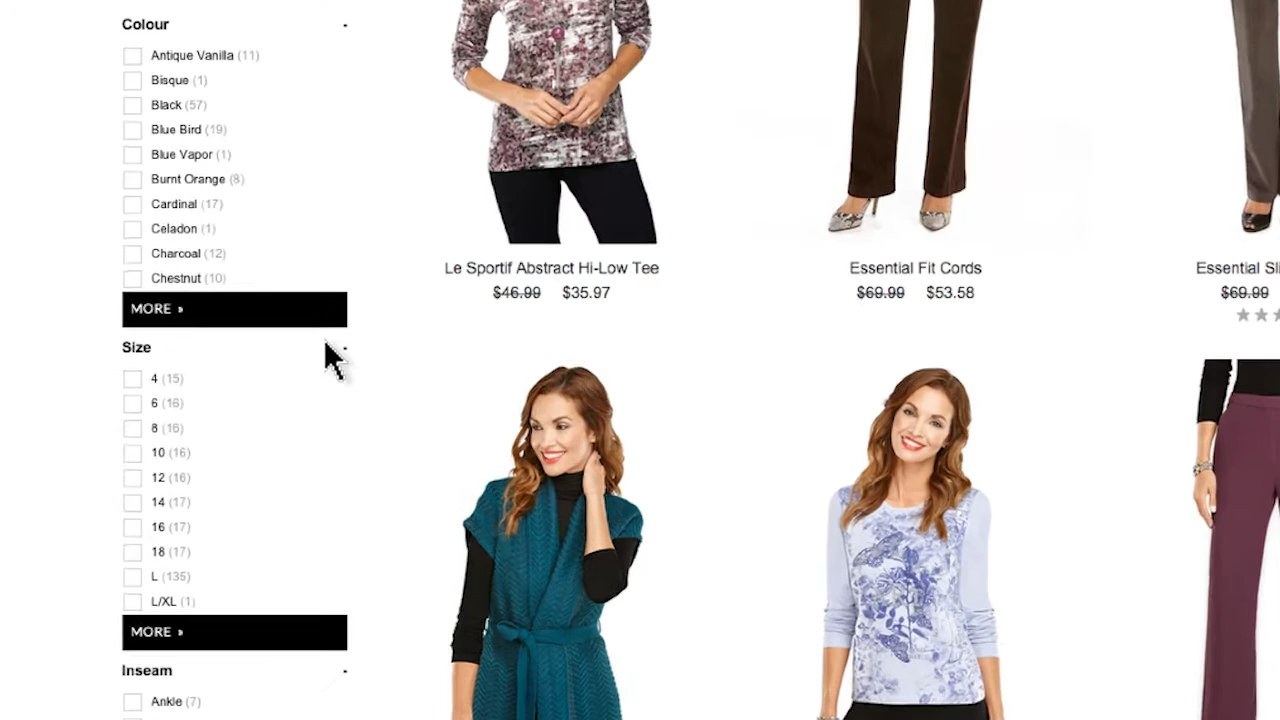 Colour -
Antique Vanilla (11)
Bisque (1)
Black (57)
Blue Bird (19)
Blue Vapor (1)
Burnt Orange (8)
Cardinal (17)
Celadon (1)
Charcoal (12)
Chestnut (10)
MORE »
Size -
4 (15)
6 (16)
8 (16)
10 (16)
12 (16)
14 (17)
16 (17)
18 (17)
L (135)
L/XL (1)
MORE »
Inseam -
Ankle (7)
Le Sportif Abstract Hi-Low Tee
$46.99 $35.97
Essential Fit Cords
$69.99 $53.58
Essential
$69.99